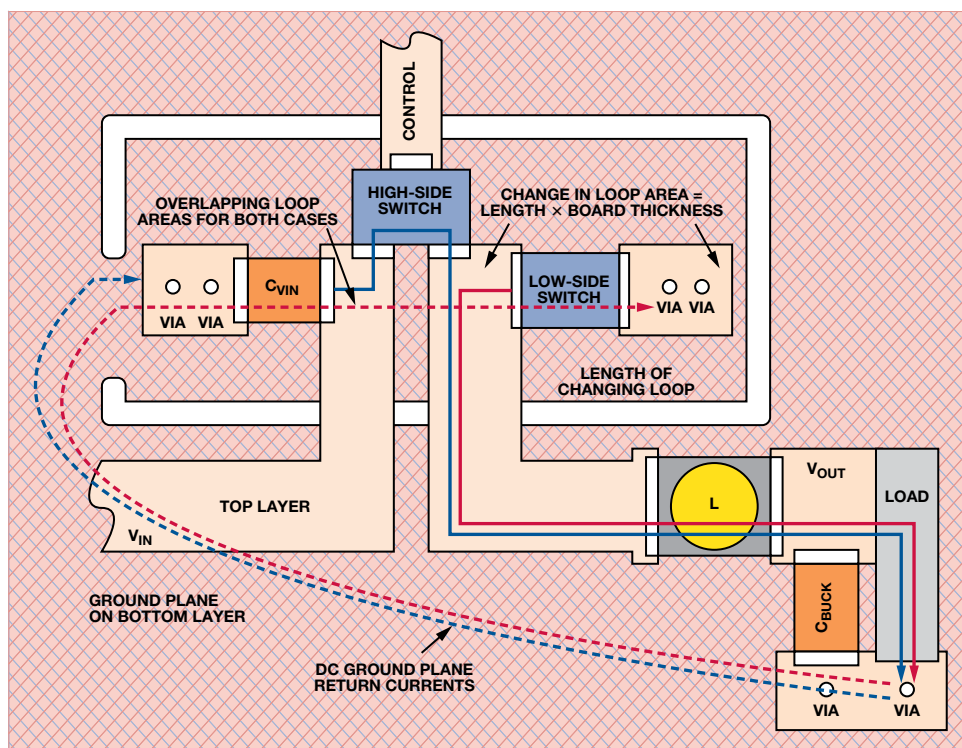 CONTROL
HIGH-SIDE
SWITCH
OVERLAPPING LOOP
AREAS FOR BOTH CASES
CHANGE IN LOOP AREA =
LENGTH × BOARD THICKNESS
CVIN
LOW-SIDE
SWITCH
VIA VIA
VIA VIA
LENGTH OF
CHANGING LOOP
TOP LAYER
VIN
L
VOUT
LOAD
CBUCK
GROUND PLANE
ON BOTTOM LAYER
DC GROUND PLANE
RETURN CURRENTS
VIA
VIA